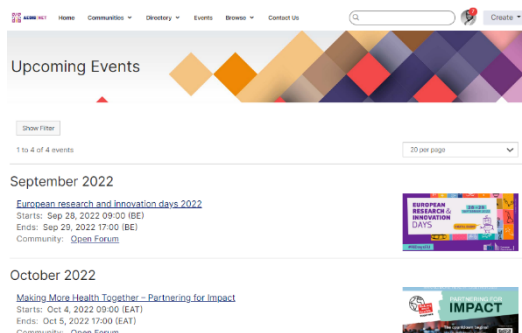 Home Communities Directory Events Browse Contact Us
Create
Upcoming Events
Show Filter
1 to 4 of 4 events
20 per page
September 2022
European research and innovation days 2022
Starts: Sep 28, 2022 09:00 (BE)
Ends: Sep 29, 2022 17:00 (BE)
Community: Open Forum
EUROPEAN
RESEARCH &
INNOVATION
DAYS
October 2022
Making More Health Together – Partnering for Impact
Starts: Oct 4, 2022 09:00 (EAT)
Ends: Oct 5, 2022 17:00 (EAT)
Community: Open Forum
PARTNERING FOR
IMPACT